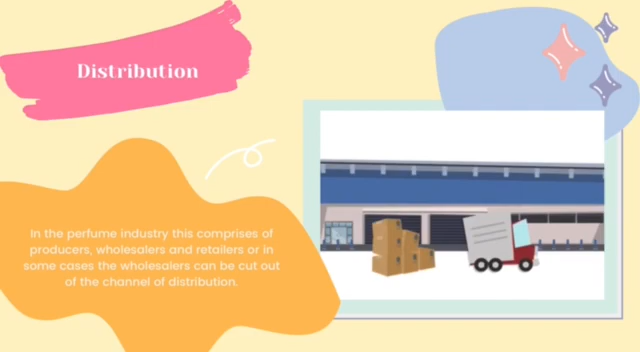 Distribution
In the perfume industry this comprises of
producers, wholesalers and retailers or in
some cases the wholesalers can be cut out
of the channel of distribution.